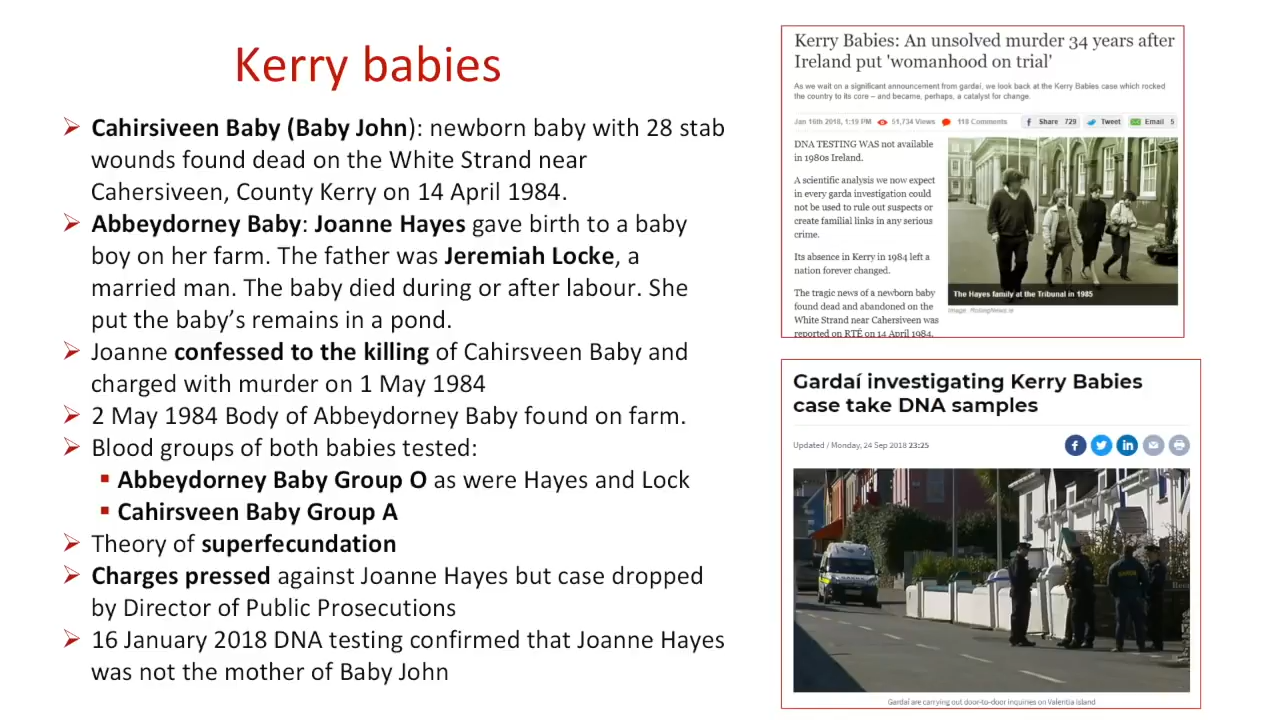 Kerry babies
Cahirsiveen Baby (Baby John): newborn baby with 28 stab
wounds found dead on the White Strand near
Cahersiveen, County Kerry on 14 April 1984.
Abbeydorney Baby: Joanne Hayes gave birth to a baby
boy on her farm. The father was Jeremiah Locke, a
married man. The baby died during or after labour. She
put the baby’s remains in a pond.
Joanne confessed to the killing of Cahirsveen Baby and
charged with murder on 1 May 1984
2 May 1984 Body of Abbeydorney Baby found on farm.
Blood groups of both babies tested:
Abbeydorney Baby Group O as were Hayes and Lock
Cahirsveen Baby Group A
Theory of superfecundation
Charges pressed against Joanne Hayes but case dropped
by Director of Public Prosecutions
16 January 2018 DNA testing confirmed that Joanne Hayes
was not the mother of Baby John
Kerry Babies: An unsolved murder 34 years after
Ireland put 'womanhood on trial'
As we wait on a significant announcement from gardaí, we look back at the Kerry Babies case which rocked
the country to its core – and became, perhaps, a catalyst for change.
Jan 16th 2018, 1:19 PM 51,734 Views 118 Comments Share 729 Tweet Email 5
DNA TESTING WAS not available
in 1980s Ireland.
A scientific analysis we now expect
in every garda investigation could
not be used to rule out suspects or
create familial links in any serious
crime.
Its absence in Kerry in 1984 left a
nation forever changed.
The tragic news of a newborn baby
found dead and abandoned on the
White Strand near Cahersiveen was
reported on RTÉ on 14 April 1984.
The Hayes family at the Tribunal in 1985
Image: RollingNews.ie
Gardaí investigating Kerry Babies
case take DNA samples
Updated / Monday, 24 Sep 2018 23:25
GARDA
Gardaí are carrying out door-to-door inquiries on Valentia island